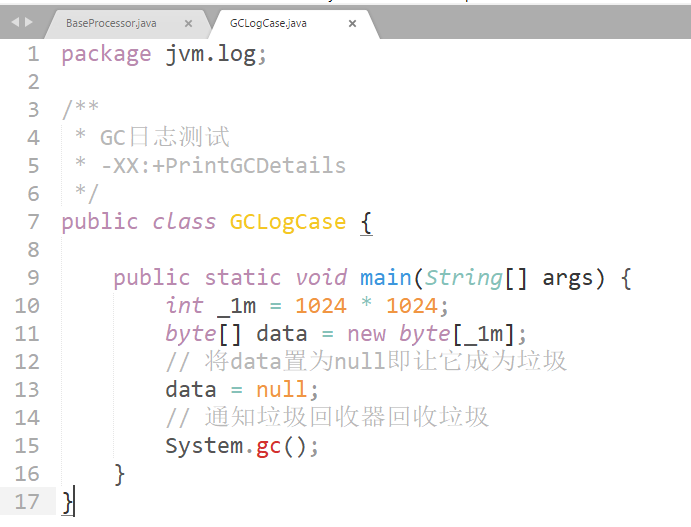 BaseProcessor.java × GCLogCase.java ×
1 package jvm.log;
2
3 /**
4 * GC日志测试
5 * -XX:+PrintGCDetails
6 */
7 public class GCLogCase {
8
9 public static void main(String[] args) {
10 int _1m = 1024 * 1024;
11 byte[] data = new byte[_1m];
12 // 将data置为null即让它成为垃圾
13 data = null;
14 // 通知垃圾回收器回收垃圾
15 System.gc();
16 }
17 }